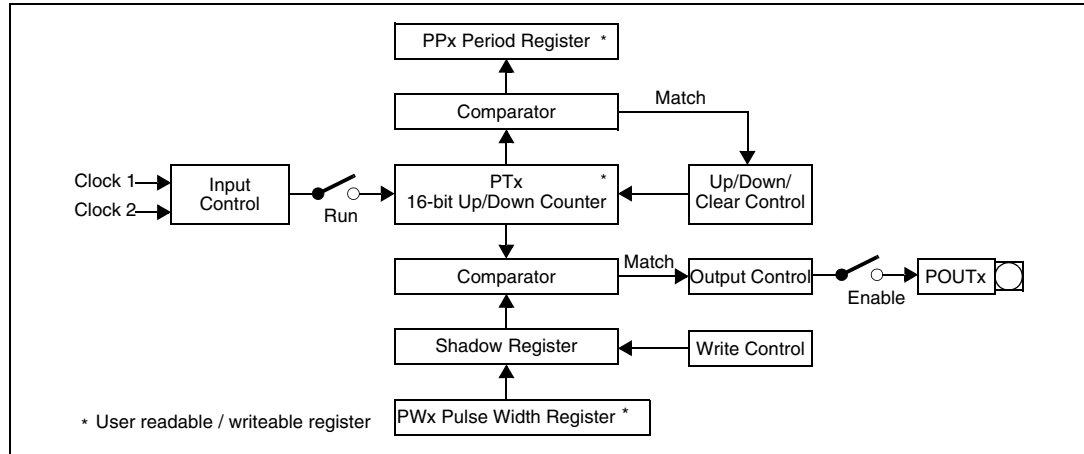 PPx Period Register *
Comparator
Match
Clock 1
Clock 2
Input
Control
Run
PTx *
16-bit Up/Down Counter
Up/Down/
Clear Control
Comparator
Match
Output Control
Enable
POUTx
Shadow Register
Write Control
PWx Pulse Width Register *
* User readable / writeable register